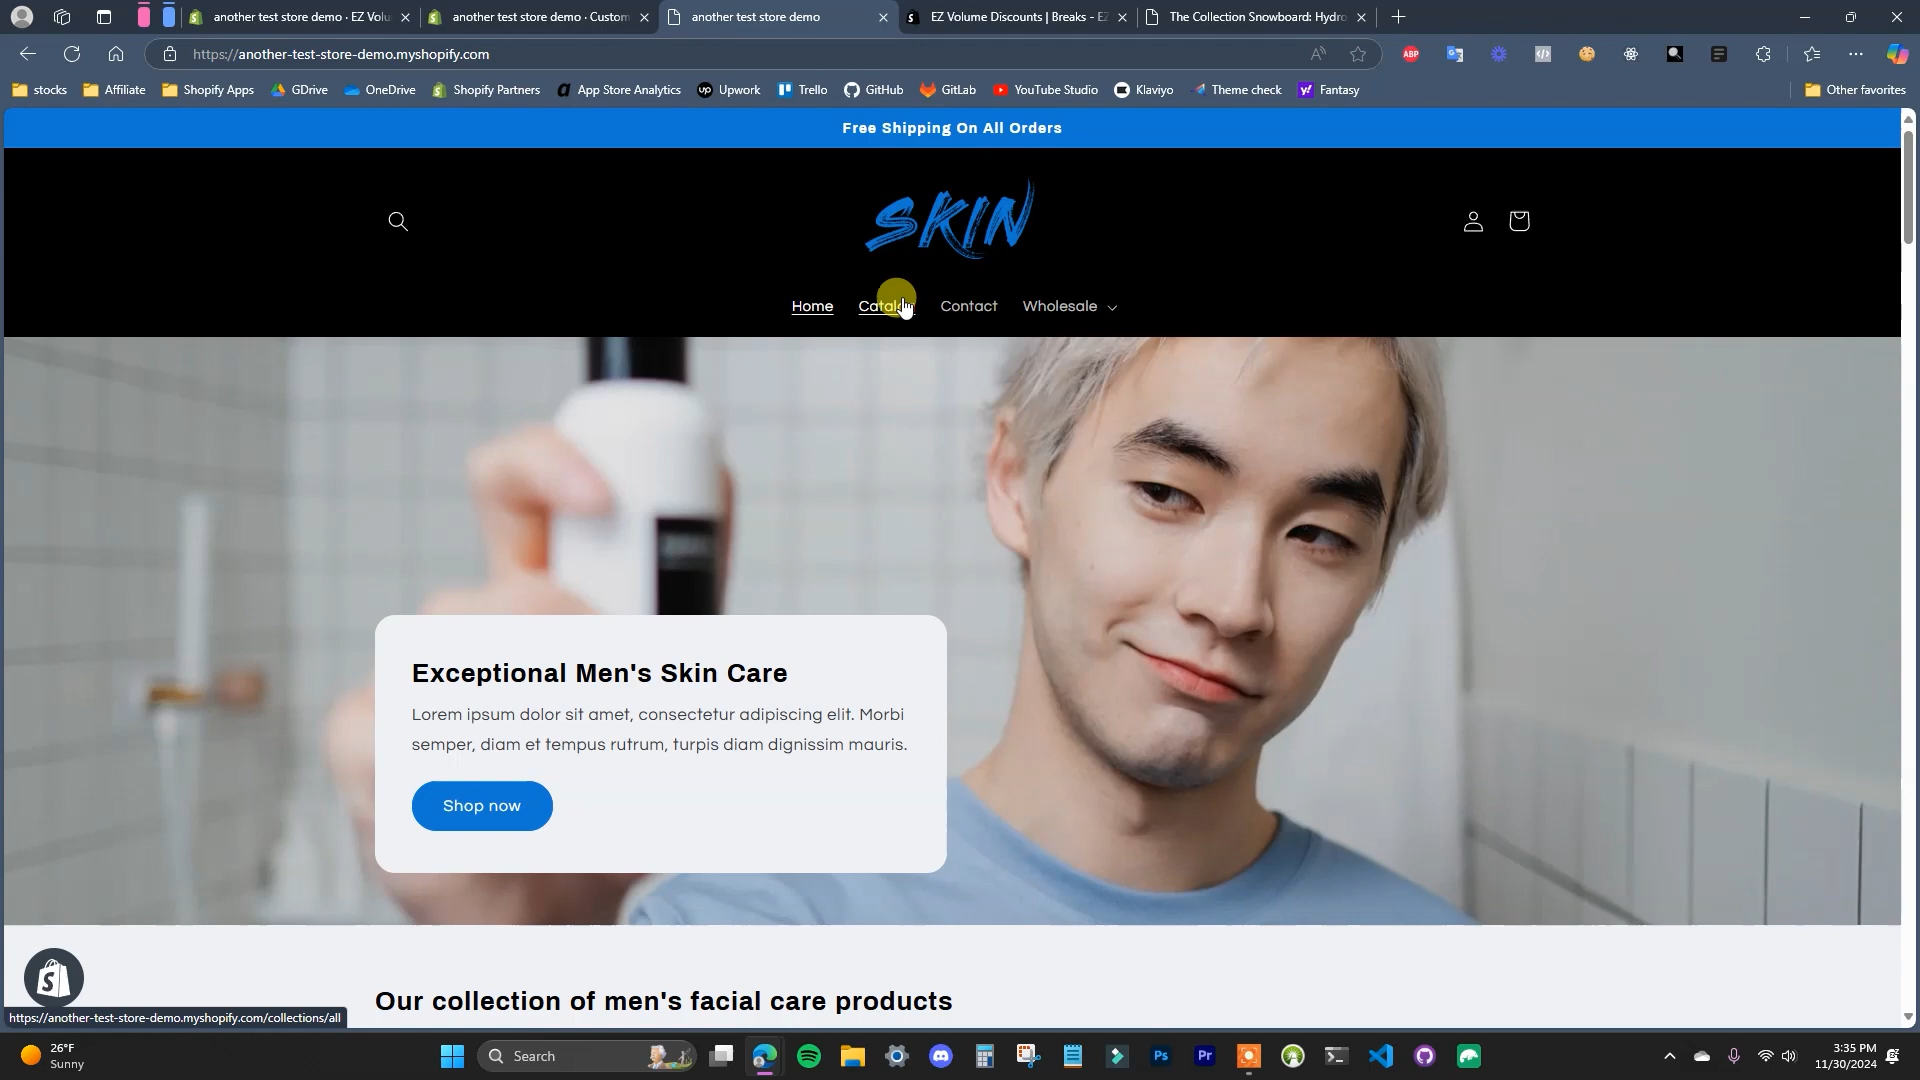 another test store demo · EZ Volu
another test store demo · Custom
another test store demo
EZ Volume Discounts | Breaks - EZ
The Collection Snowboard: Hydro
https://another-test-store-demo.myshopify.com
stocks
Affiliate
Shopify Apps
GDrive
OneDrive
Shopify Partners
App Store Analytics
Upwork
Trello
GitHub
GitLab
YouTube Studio
Klaviyo
Theme check
Fantasy
Other favorites
Free Shipping On All Orders
SKIN
Home
Contact
Wholesale
Exceptional Men's Skin Care
Lorem ipsum dolor sit amet, consectetur adipiscing elit. Morbi
semper, diam et tempus rutrum, turpis diam dignissim mauris.
Shop now
Our collection of men's facial care products
https://another-test-store-demo.myshopify.com/collections/all
26°F
Sunny
Search
3:35 PM
11/30/2024